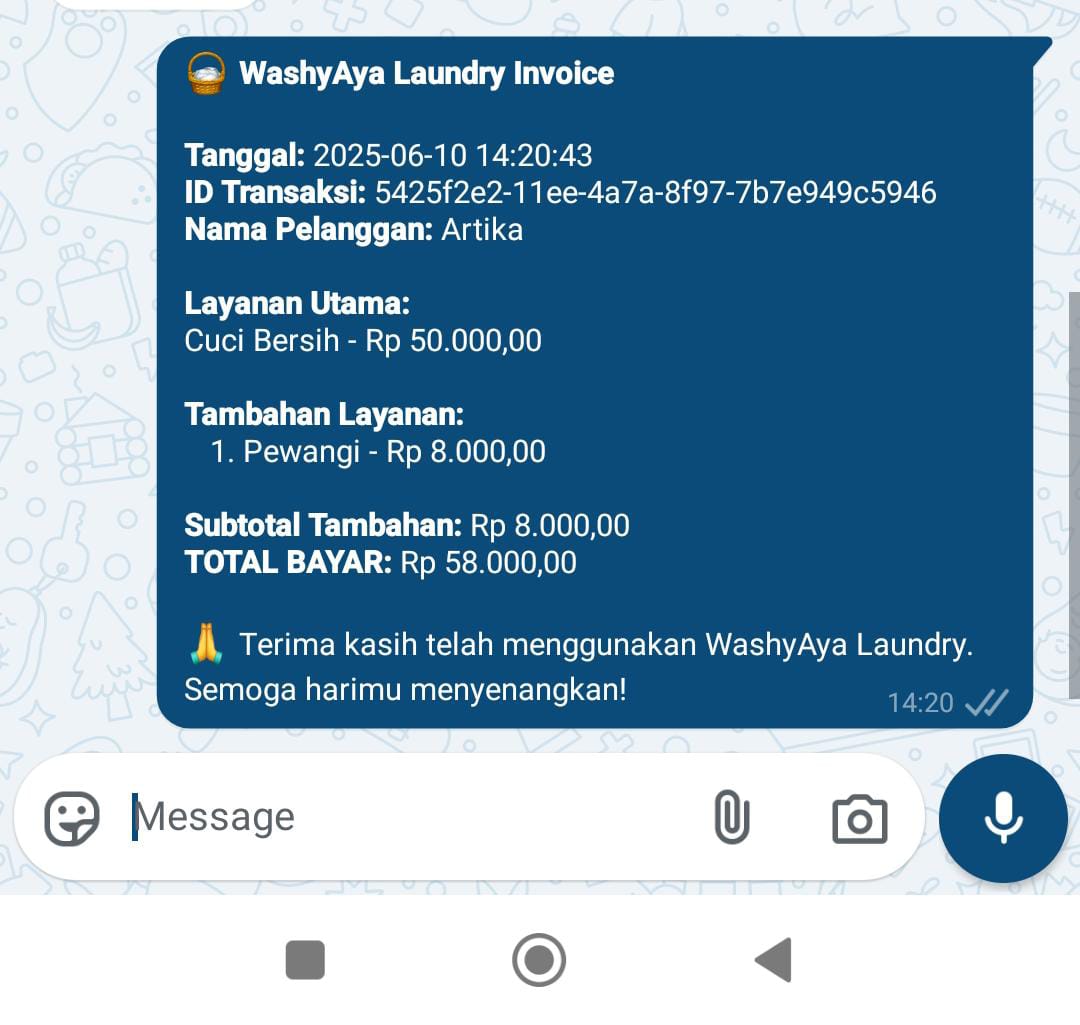 WashyAya Laundry Invoice
Tanggal: 2025-06-10 14:20:43
ID Transaksi: 5425f2e2-11ee-4a7a-8f97-7b7e949c5946
Nama Pelanggan: Artika
Layanan Utama:
Cuci Bersih - Rp 50.000,00
Tambahan Layanan:
1. Pewangi - Rp 8.000,00
Subtotal Tambahan: Rp 8.000,00
TOTAL BAYAR: Rp 58.000,00
🙏 Terima kasih telah menggunakan WashyAya Laundry.
Semoga harimu menyenangkan!
14:20
Message